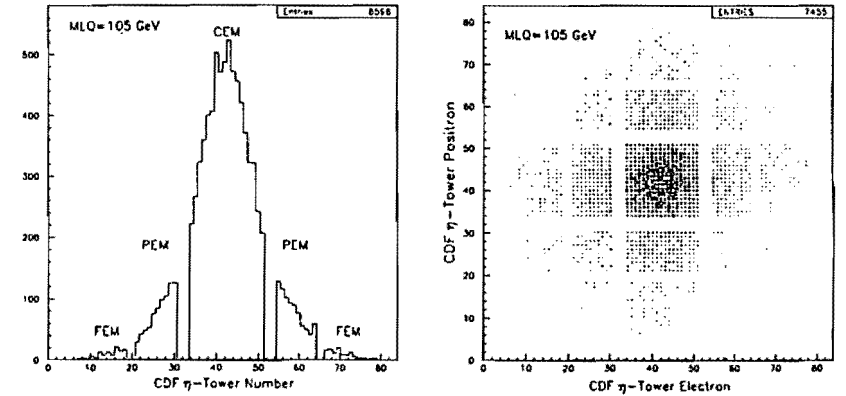 Entries 8598
MLQ=105 GeV
CEM
500
400
300
200
100
0
PEM
PEM
FEM
FEM
0 10 20 30 40 50 60 70 80
CDF η-Tower Number
ENTRIES 7455
MLQ=105 GeV
80
70
60
50
40
30
20
10
0
CDF η-Tower Positron
0 10 20 30 40 50 60 70 80
CDF η-Tower Electron